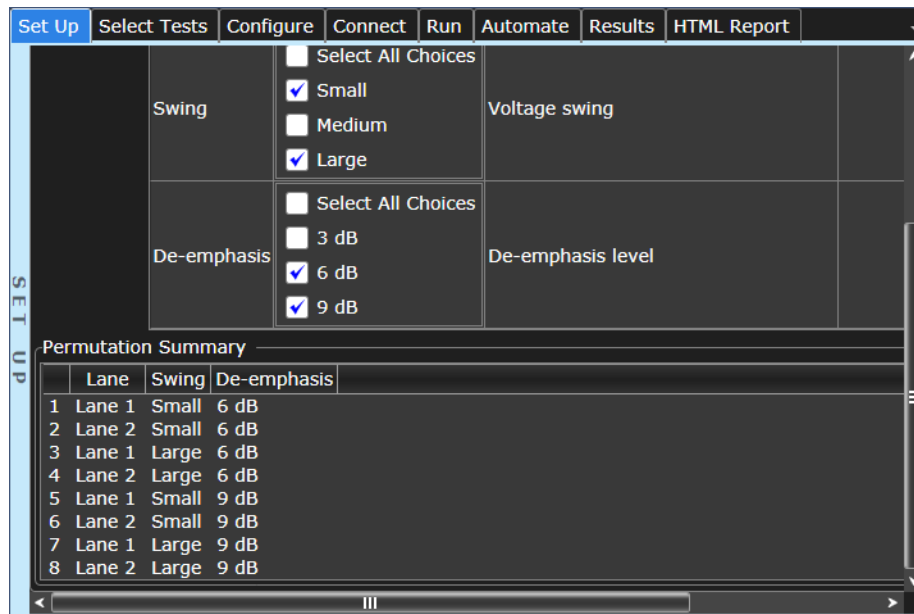 Set Up Select Tests Configure Connect Run Automate Results HTML Report
SET UP
Select All Choices
Swing
Small
Medium
Large
Voltage swing
De-emphasis
Select All Choices
3 dB
6 dB
9 dB
De-emphasis level
Permutation Summary
Lane Swing De-emphasis
1 Lane 1 Small 6 dB
2 Lane 2 Small 6 dB
3 Lane 1 Large 6 dB
4 Lane 2 Large 6 dB
5 Lane 1 Small 9 dB
6 Lane 2 Small 9 dB
7 Lane 1 Large 9 dB
8 Lane 2 Large 9 dB